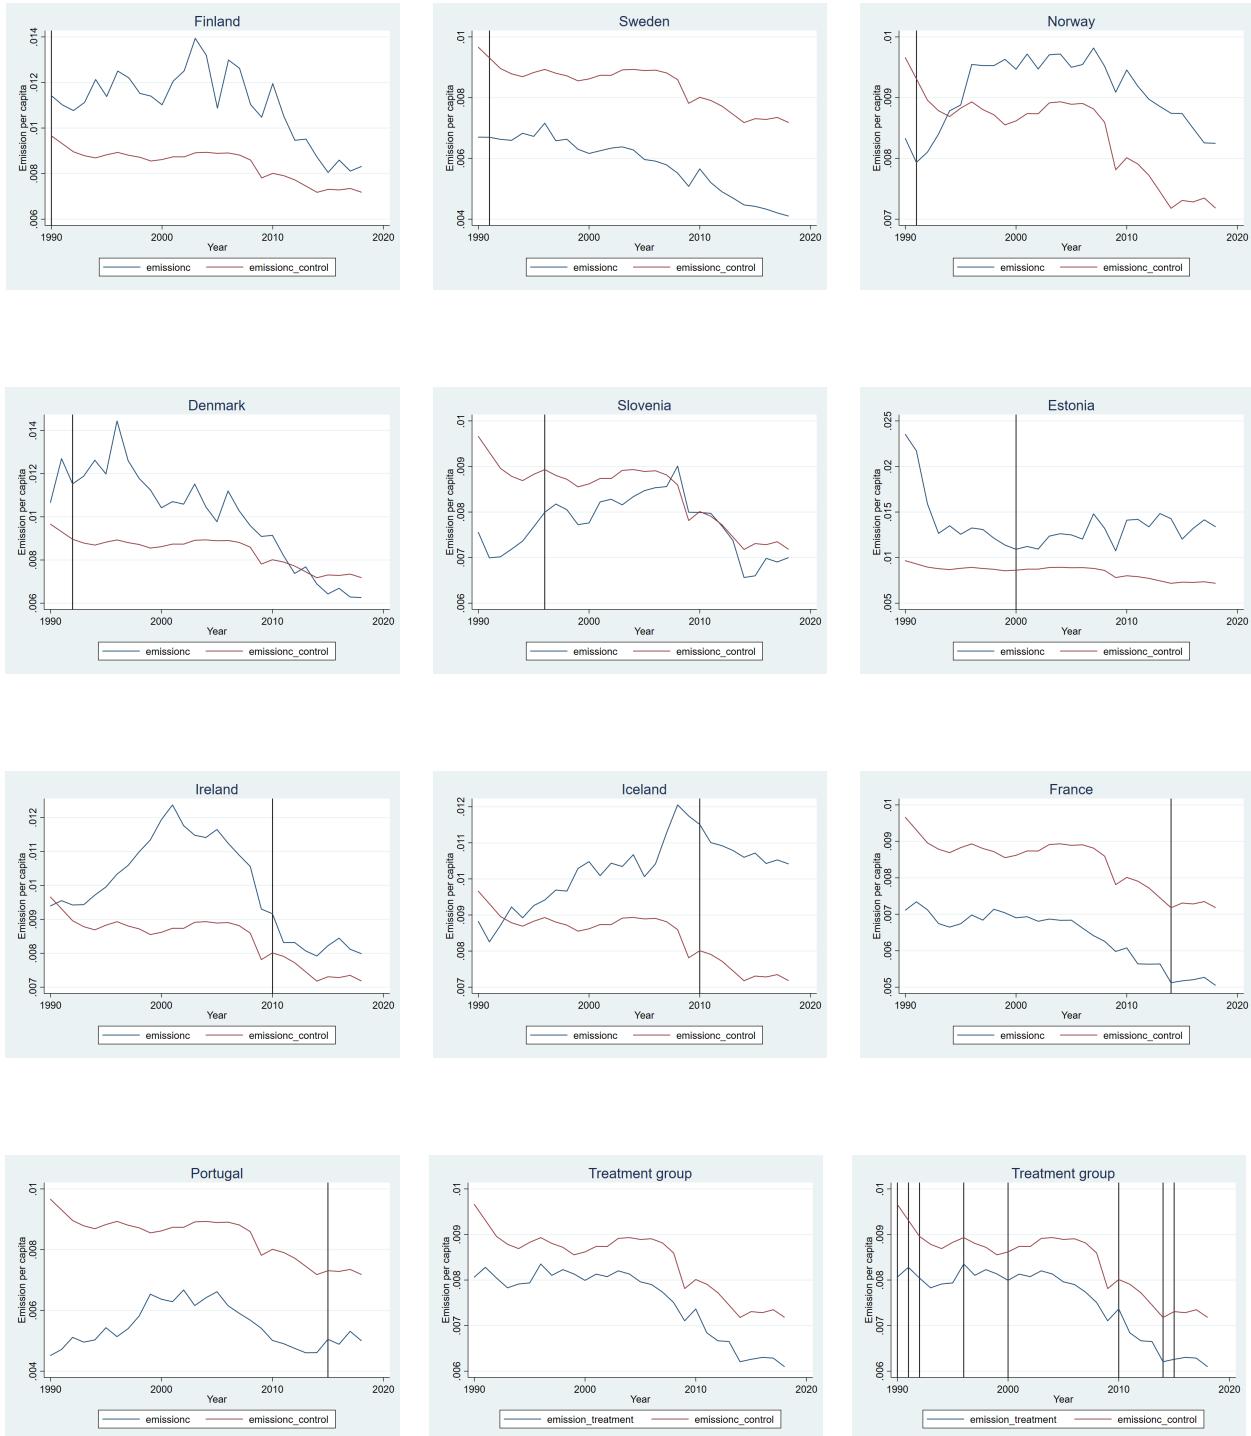 Finland
Emission per capita
.014
.012
.01
.008
.006
1990 2000 2010 2020
Year
emissionc emissionc_control
Sweden
Emission per capita
.01
.008
.006
.004
1990 2000 2010 2020
Year
emissionc emissionc_control
Norway
Emission per capita
.01
.009
.008
.007
1990 2000 2010 2020
Year
emissionc emissionc_control
Denmark
Emission per capita
.014
.012
.01
.008
.006
1990 2000 2010 2020
Year
emissionc emissionc_control
Slovenia
Emission per capita
.01
.009
.008
.007
.006
1990 2000 2010 2020
Year
emissionc emissionc_control
Estonia
Emission per capita
.025
.02
.015
.01
.005
1990 2000 2010 2020
Year
emissionc emissionc_control
Ireland
Emission per capita
.012
.011
.01
.009
.008
.007
1990 2000 2010 2020
Year
emissionc emissionc_control
Iceland
Emission per capita
.012
.011
.01
.009
.008
.007
1990 2000 2010 2020
Year
emissionc emissionc_control
France
Emission per capita
.01
.009
.008
.007
.006
.005
1990 2000 2010 2020
Year
emissionc emissionc_control
Portugal
Emission per capita
.01
.008
.006
.004
1990 2000 2010 2020
Year
emissionc emissionc_control
Treatment group
Emission per capita
.01
.009
.008
.007
.006
1990 2000 2010 2020
Year
emission_treatment emissionc_control
Treatment group
Emission per capita
.01
.009
.008
.007
.006
1990 2000 2010 2020
Year
emission_treatment emissionc_control